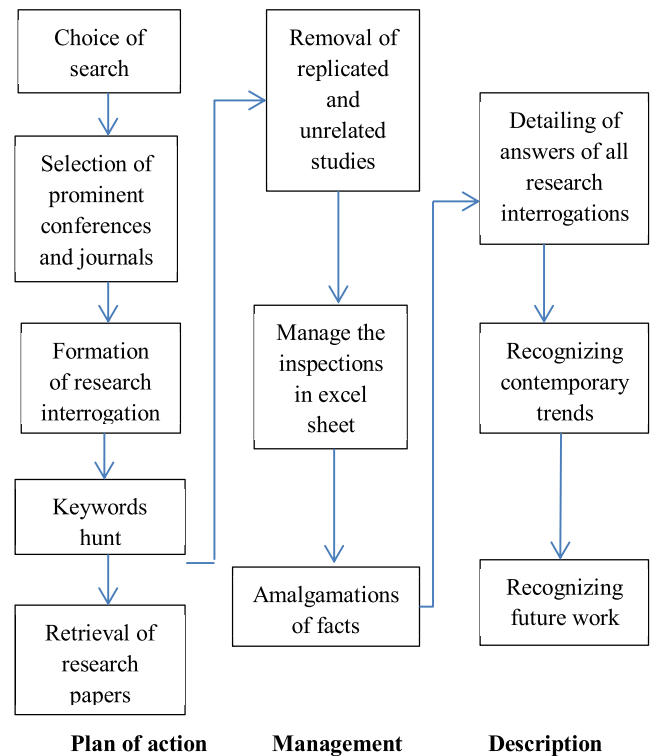 Choice of
search
Selection of
prominent
conferences
and journals
Formation
of research
interrogation
Keywords
hunt
Retrieval of
research
papers
Removal of
replicated
and
unrelated
studies
Manage the
inspections
in excel
sheet
Amalgamations
of facts
Detailing of
answers of all
research
interrogations
Recognizing
contemporary
trends
Recognizing
future work
Plan of action
Management
Description